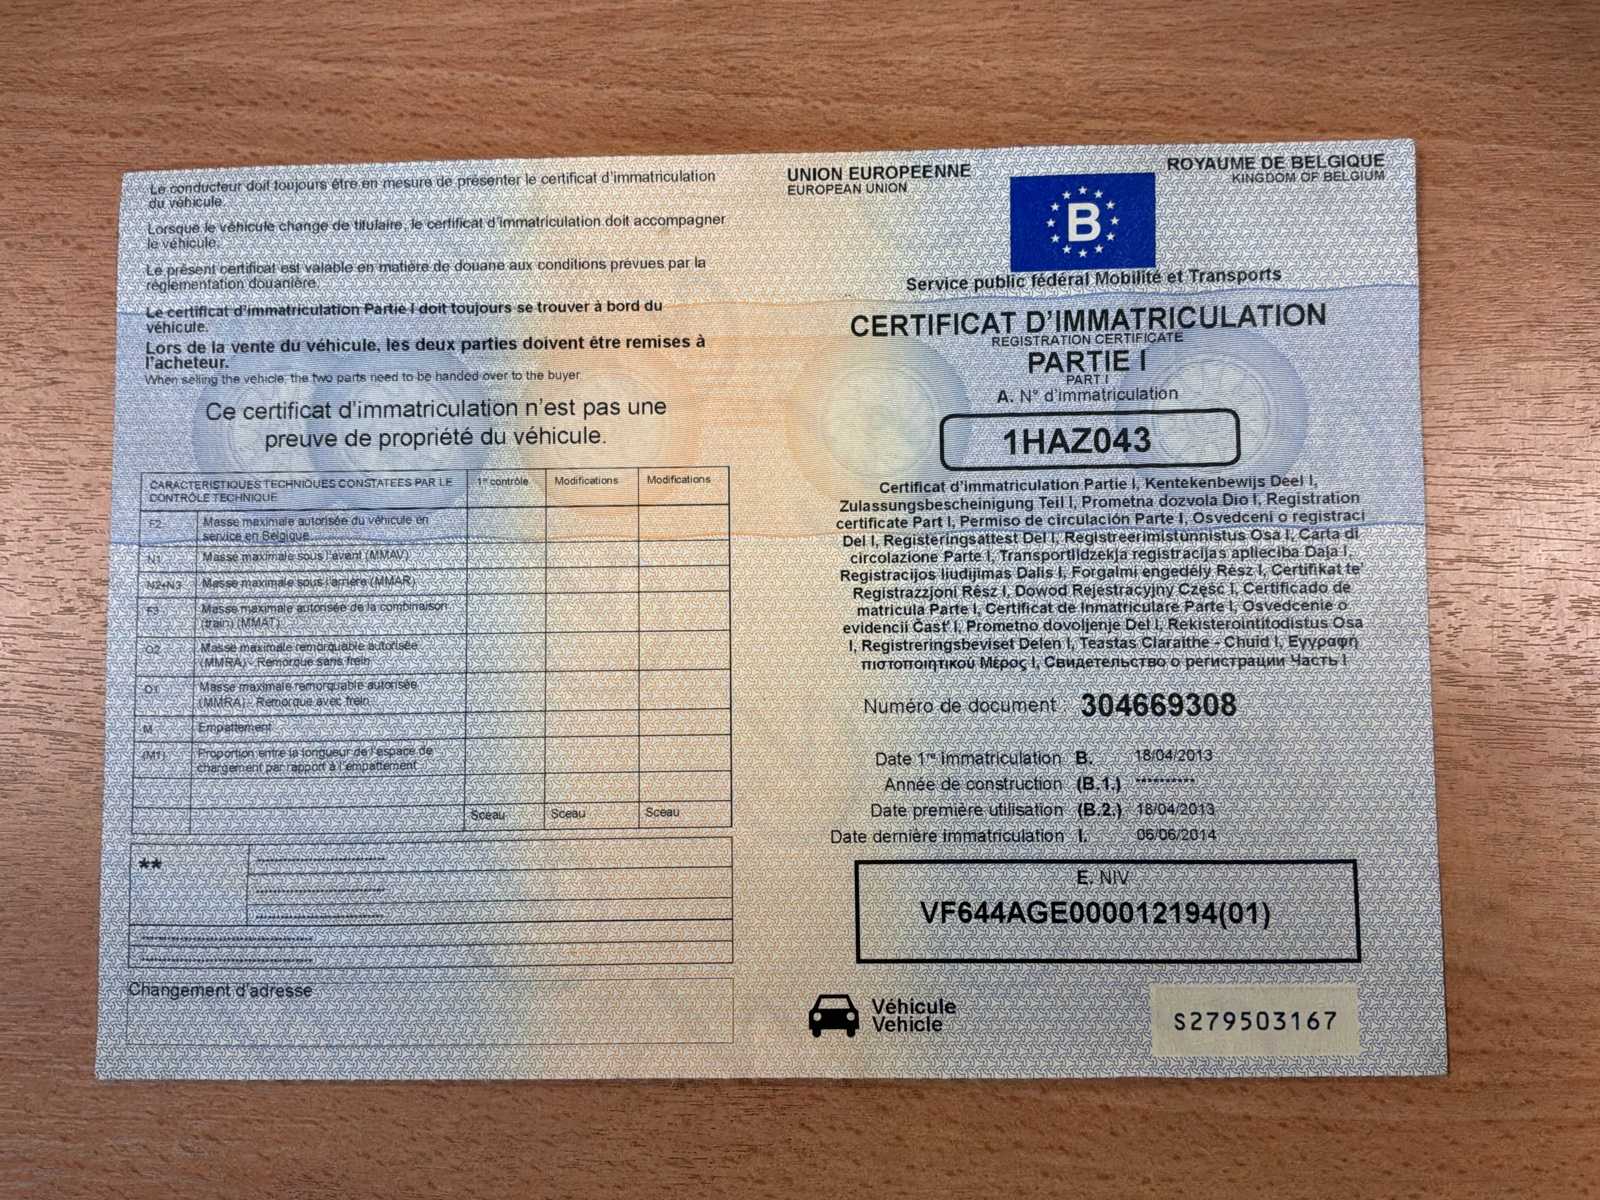 Le conducteur doit toujours être en mesure de présenter le certificat d'immatriculation
du véhicule.
Lorsque le véhicule change de titulaire, le certificat d'immatriculation doit accompagner
le véhicule.
Le présent certificat est valable en matière de douane aux conditions prévues par la
réglementation douanière.
Le certificat d'immatriculation Partie I doit toujours se trouver à bord du
véhicule.
Lors de la vente du véhicule, les deux parties doivent être remises à
l'acheteur.
When selling the vehicle, the two parts need to be handed over to the buyer.
Ce certificat d'immatriculation n'est pas une
preuve de propriété du véhicule.
CARACTERISTIQUES TECHNIQUES CONSTATEES PAR LE
CONTRÔLE TECHNIQUE
1er contrôle
Modifications
Modifications
F2 Masse maximale autorisée du véhicule en
service en Belgique
N1 Masse maximale sous l'avant (MMAV)
N2+N3 Masse maximale sous l'arrière (MMAR)
F3 Masse maximale autorisée de la combinaison
(train) (MMAT)
O2 Masse maximale remorquable autorisée
(MMRA) - Remorque sans frein
O1 Masse maximale remorquable autorisée
(MMRA) - Remorque avec frein
M Empattement
(M1) Proportion entre la longueur de l'espace de
chargement par rapport à l'empattement
Sceau
Sceau
Sceau
**
Changement d'adresse
UNION EUROPEENNE
EUROPEAN UNION
ROYAUME DE BELGIQUE
KINGDOM OF BELGIUM
B
Service public fédéral Mobilité et Transports
CERTIFICAT D'IMMATRICULATION
REGISTRATION CERTIFICATE
PARTIE I
PART I
A. N° d'immatriculation
1HAZ043
Certificat d'immatriculation Partie I, Kentekenbewijs Deel I,
Zulassungsbescheinigung Teil I, Prometna dozvola Dio I, Registration
certificate Part I, Permiso de circulación Parte I, Osvedceni o registraci
Del I, Registeringsattest Del I, Registreerimistunnistus Osa I, Carta di
circolazione Parte I, Transportlidzekja registracijas aplieciba Daja I,
Registracijos liudijimas Dalis I, Forgalmi engedély Rész I, Certifikat te'
Registrazzjoni Rész I, Dowod Rejestracyjny Częsc I, Certificado de
matricula Parte I, Certificat de Inmatriculare Parte I, Osvedcenie o
evidencii Čast' I, Prometno dovoljenje Del I, Rekisterointitodistus Osa
I, Registreringsbeviset Delen I, Teastas Claraithe - Chuid I, Εγγραφη
πιστοποιητικού Μέρος I, Свидетельство о регистрации Часть I
Numéro de document : 304669308
Date 1re immatriculation B. 18/04/2013
Année de construction (B.1.) **********
Date première utilisation (B.2.) 18/04/2013
Date dernière immatriculation I. 06/06/2014
E. NIV
VF644AGE000012194(01)
Véhicule
Vehicle
S279503167